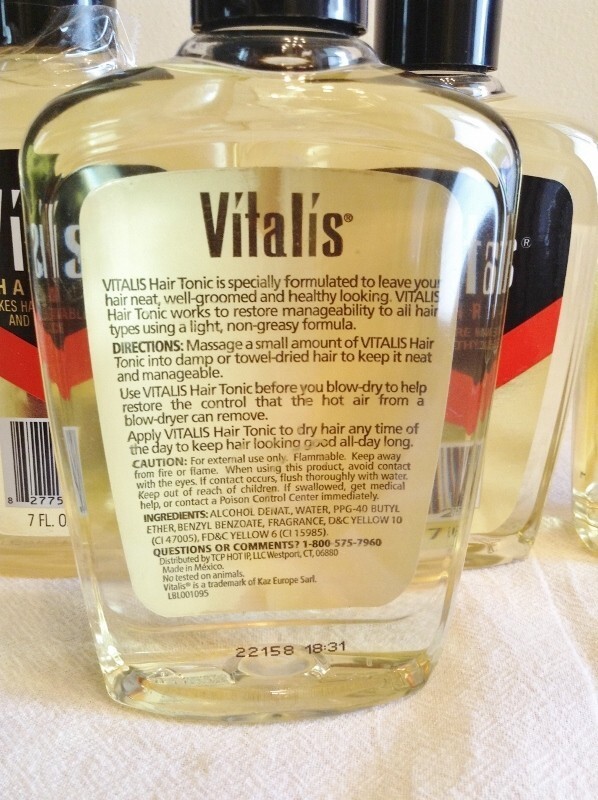 Vitalis®
VITALIS Hair Tonic is specially formulated to leave your
hair neat, well-groomed and healthy looking. VITALIS
Hair Tonic works to restore manageability to all hair
types using a light, non-greasy formula.
DIRECTIONS: Massage a small amount of VITALIS Hair
Tonic into damp or towel-dried hair to keep it neat
and manageable.
Use VITALIS Hair Tonic before you blow-dry to help
restore the control that the hot air from a
blow-dryer can remove.
Apply VITALIS Hair Tonic to dry hair any time of
the day to keep hair looking good all-day long.
CAUTION: For external use only. Flammable. Keep away
from fire or flame. When using this product, avoid contact
with the eyes. If contact occurs, flush thoroughly with water.
Keep out of reach of children. If swallowed, get medical
help, or contact a Poison Control Center immediately.
INGREDIENTS: ALCOHOL DENAT., WATER, PPG-40 BUTYL
ETHER, BENZYL BENZOATE, FRAGRANCE, D&C YELLOW 10
(CI 47005), FD&C YELLOW 6 (CI 15985).
QUESTIONS OR COMMENTS? 1-800-575-7960
Distributed by TCP HOT IP, LLC Westport, CT, 06880
Made in México.
No tested on animals.
Vitalis® is a trademark of Kaz Europe Sarl.
LBL001095
22158 18:31
HA
KES HA
AND
8 2775
7 FL. O